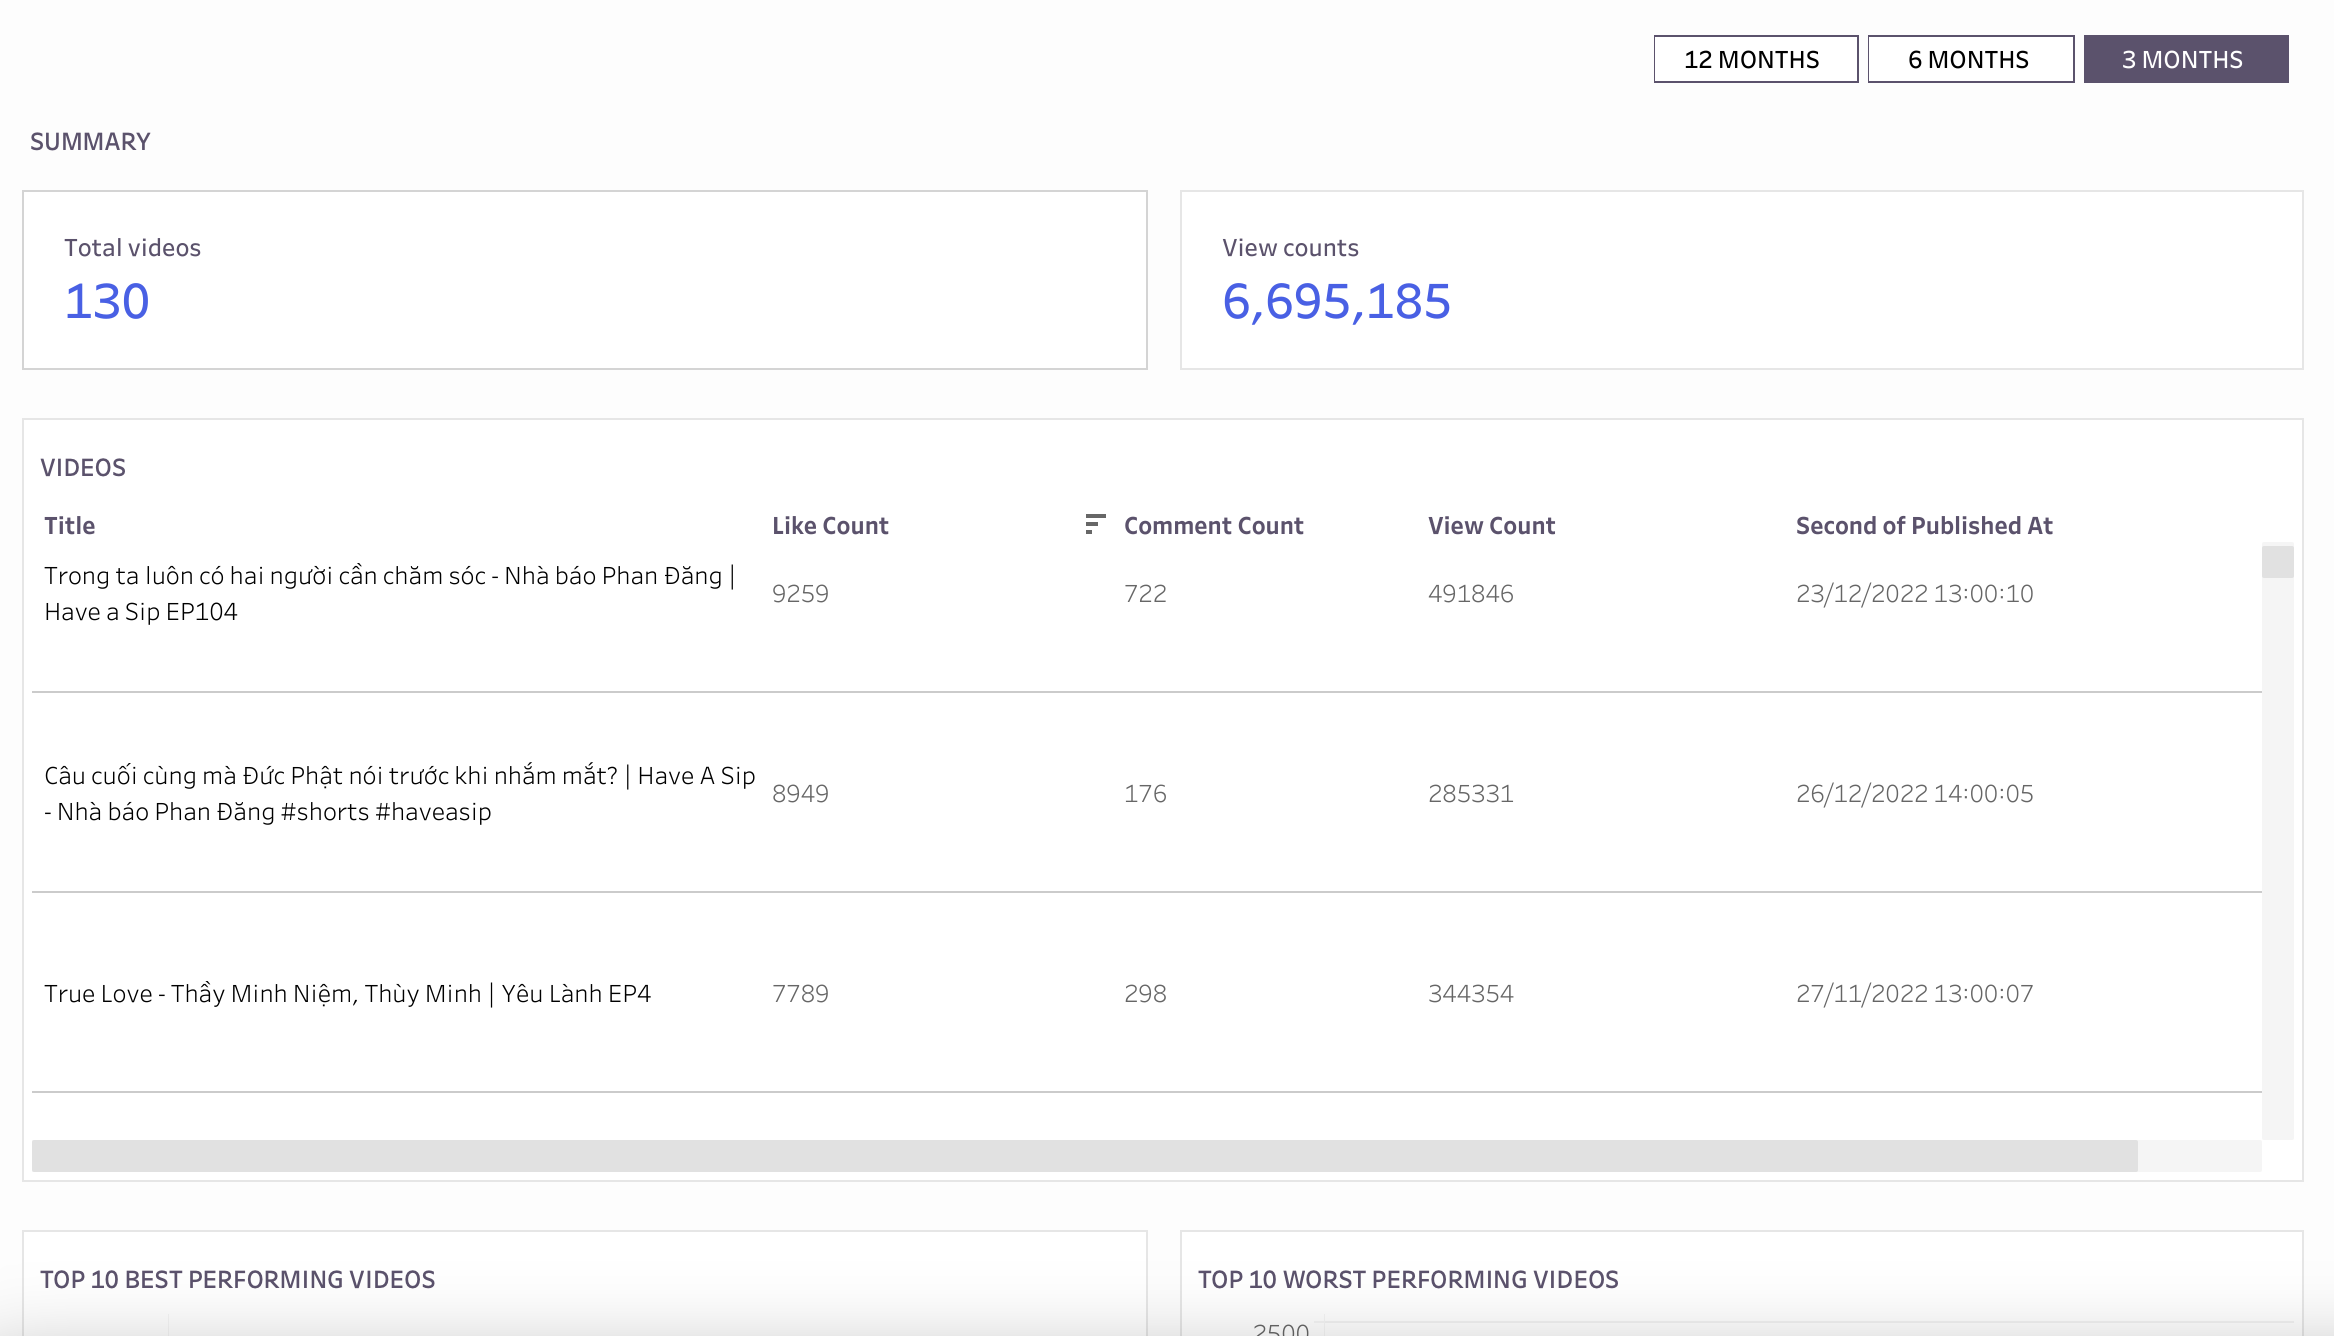 12 MONTHS
6 MONTHS
3 MONTHS
SUMMARY
Total videos
130
View counts
6,695,185
VIDEOS
Title
Like Count
Comment Count
View Count
Second of Published At
Trong ta luôn có hai người cần chăm sóc - Nhà báo Phan Đăng |
Have a Sip EP104
9259
722
491846
23/12/2022 13:00:10
Câu cuối cùng mà Đức Phật nói trước khi nhắm mắt? | Have A Sip
- Nhà báo Phan Đăng #shorts #haveasip
8949
176
285331
26/12/2022 14:00:05
True Love - Thầy Minh Niệm, Thùy Minh | Yêu Lành EP4
7789
298
344354
27/11/2022 13:00:07
TOP 10 BEST PERFORMING VIDEOS
TOP 10 WORST PERFORMING VIDEOS
2500